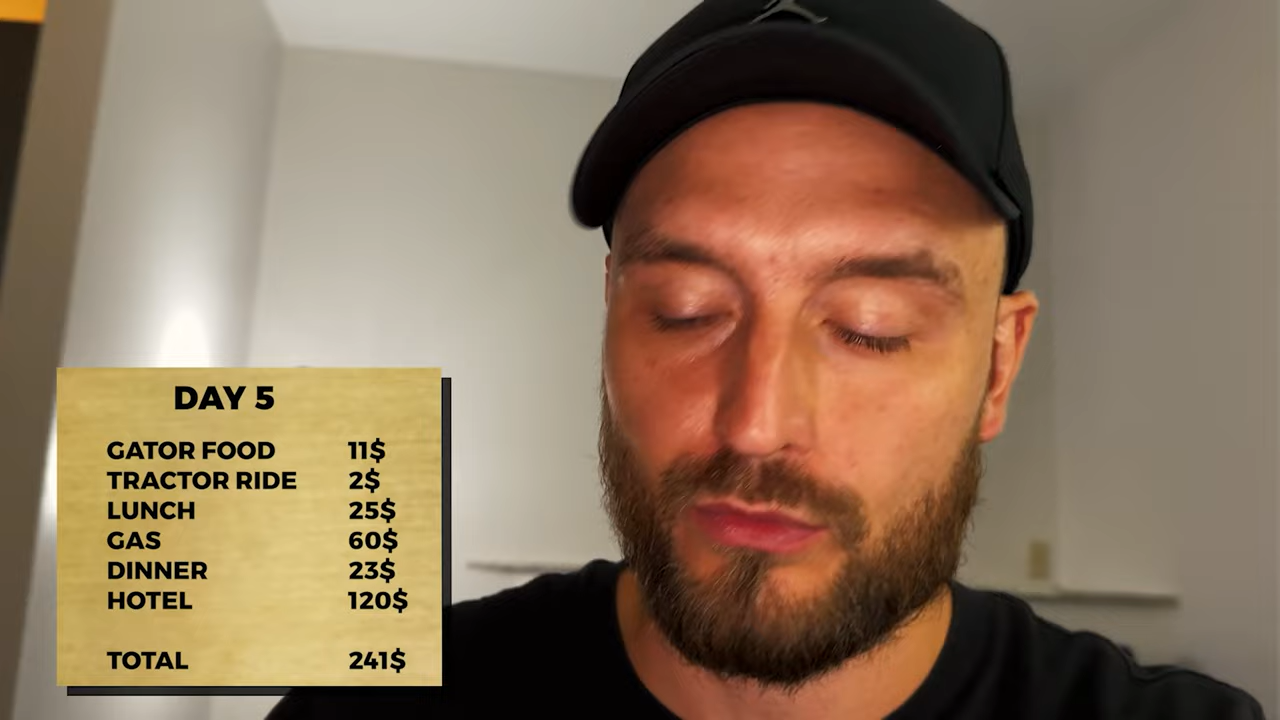 DAY 5
GATOR FOOD 11$
TRACTOR RIDE 2$
LUNCH 25$
GAS 60$
DINNER 23$
HOTEL 120$
TOTAL 241$